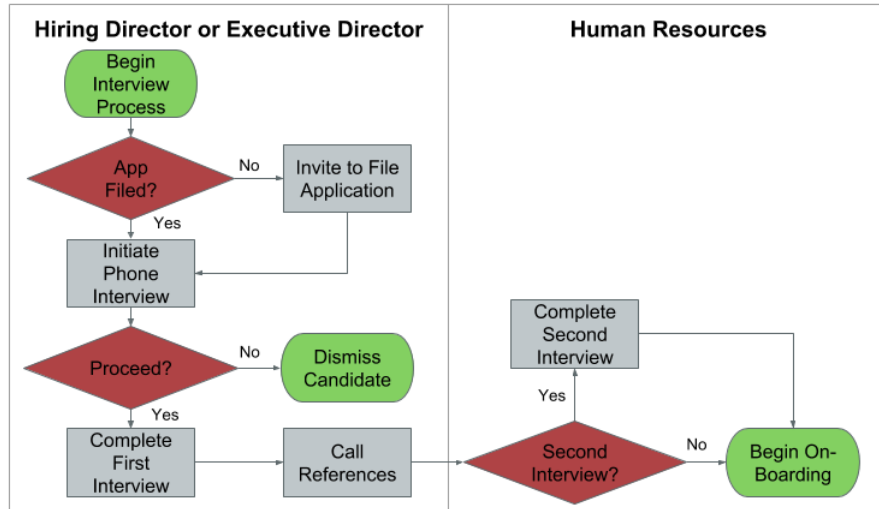 Hiring Director or Executive Director
Human Resources
Begin
Interview
Process
App
Filed?
No
Invite to File
Application
Yes
Initiate
Phone
Interview
Proceed?
No
Dismiss
Candidate
Yes
Complete
First
Interview
Call
References
Complete
Second
Interview
Yes
Second
Interview?
No
Begin On-
Boarding